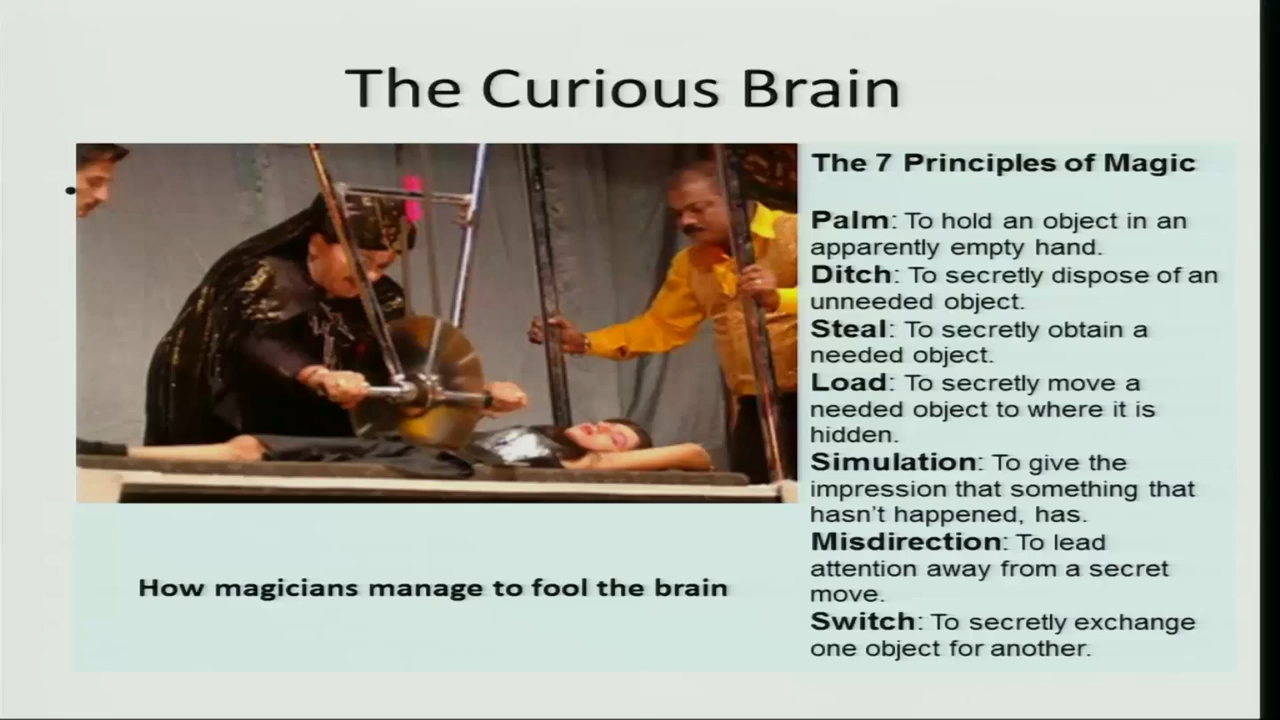 The Curious Brain
The 7 Principles of Magic
Palm: To hold an object in an
apparently empty hand.
Ditch: To secretly dispose of an
unneeded object.
Steal: To secretly obtain a
needed object.
Load: To secretly move a
needed object to where it is
hidden.
Simulation: To give the
impression that something that
hasn't happened, has.
Misdirection: To lead
attention away from a secret
move.
Switch: To secretly exchange
one object for another.
How magicians manage to fool the brain